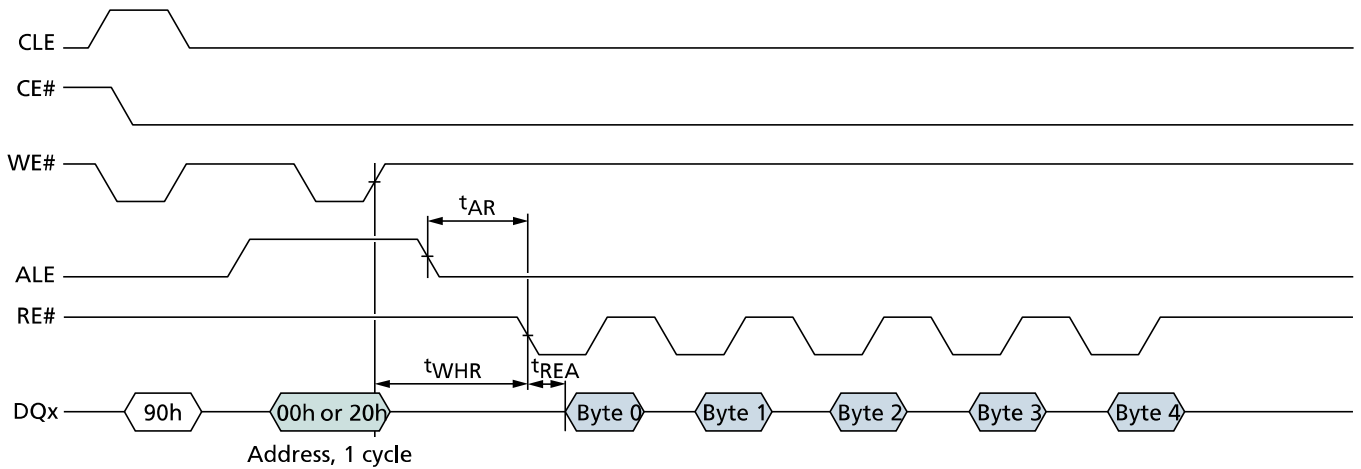 CLE
CE#
WE#
tAR
ALE
RE#
tWHR tREA
DQx 90h 00h or 20h Byte 0 Byte 1 Byte 2 Byte 3 Byte 4
Address, 1 cycle